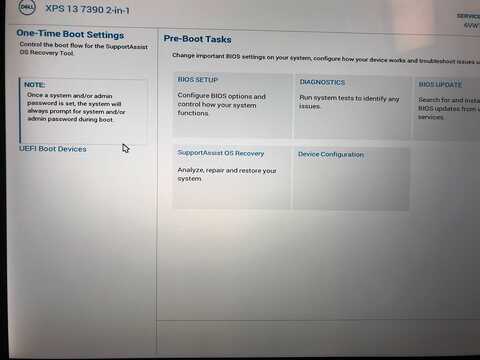 DELL XPS 13 7390 2-in-1
SERVICE
One-Time Boot Settings
Control the boot flow for the SupportAssist
OS Recovery Tool.
NOTE:
Once a system and/or admin
password is set, the system will
always prompt for system and/or
admin password during boot.
UEFI Boot Devices
Pre-Boot Tasks
Change important BIOS settings on your system, configure how your device works and troubleshoot issues
BIOS SETUP
Configure BIOS options and
control how your system
functions.
DIAGNOSTICS
Run system tests to identify any
issues.
BIOS UPDATE
Search for and
BIOS updates from
services.
SupportAssist OS Recovery
Analyze, repair and restore your
system.
Device Configuration